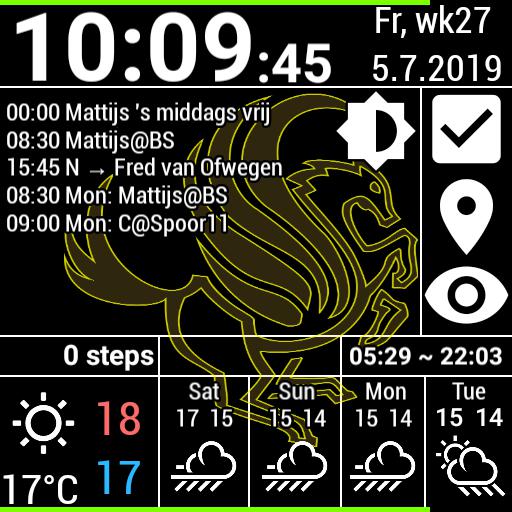 10:09:45
Fr, wk27
5.7.2019
00:00 Mattijs 's middags vrij
08:30 Mattijs@BS
15:45 N → Fred van Ofwegen
08:30 Mon: Mattijs@BS
09:00 Mon: C@Spoor11
0 steps
05:29 ~ 22:03
18
17
17°C
Sat
17 15
Sun
15 14
Mon
15 14
Tue
15 14